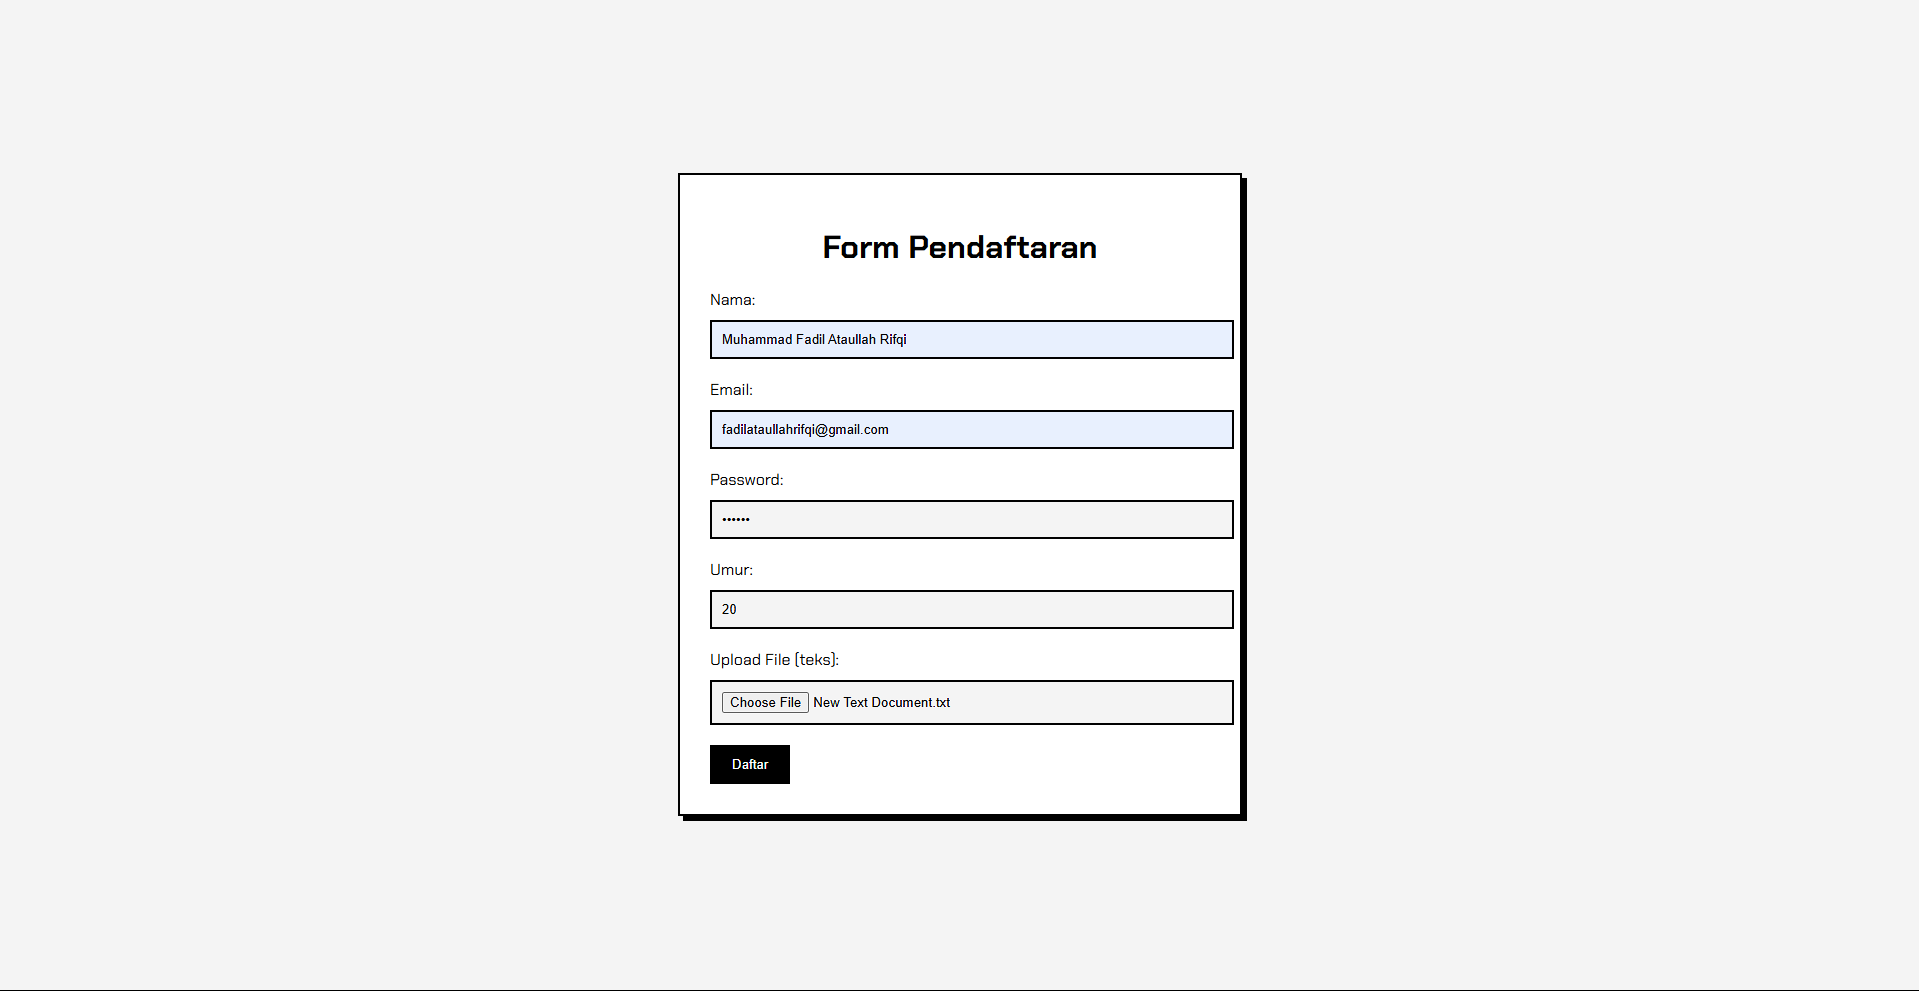 Form Pendaftaran
Nama:
Muhammad Fadil Ataullah Rifqi
Email:
fadilataullahrifqi@gmail.com
Password:
••••••
Umur:
20
Upload File (teks):
Choose File New Text Document.txt
Daftar